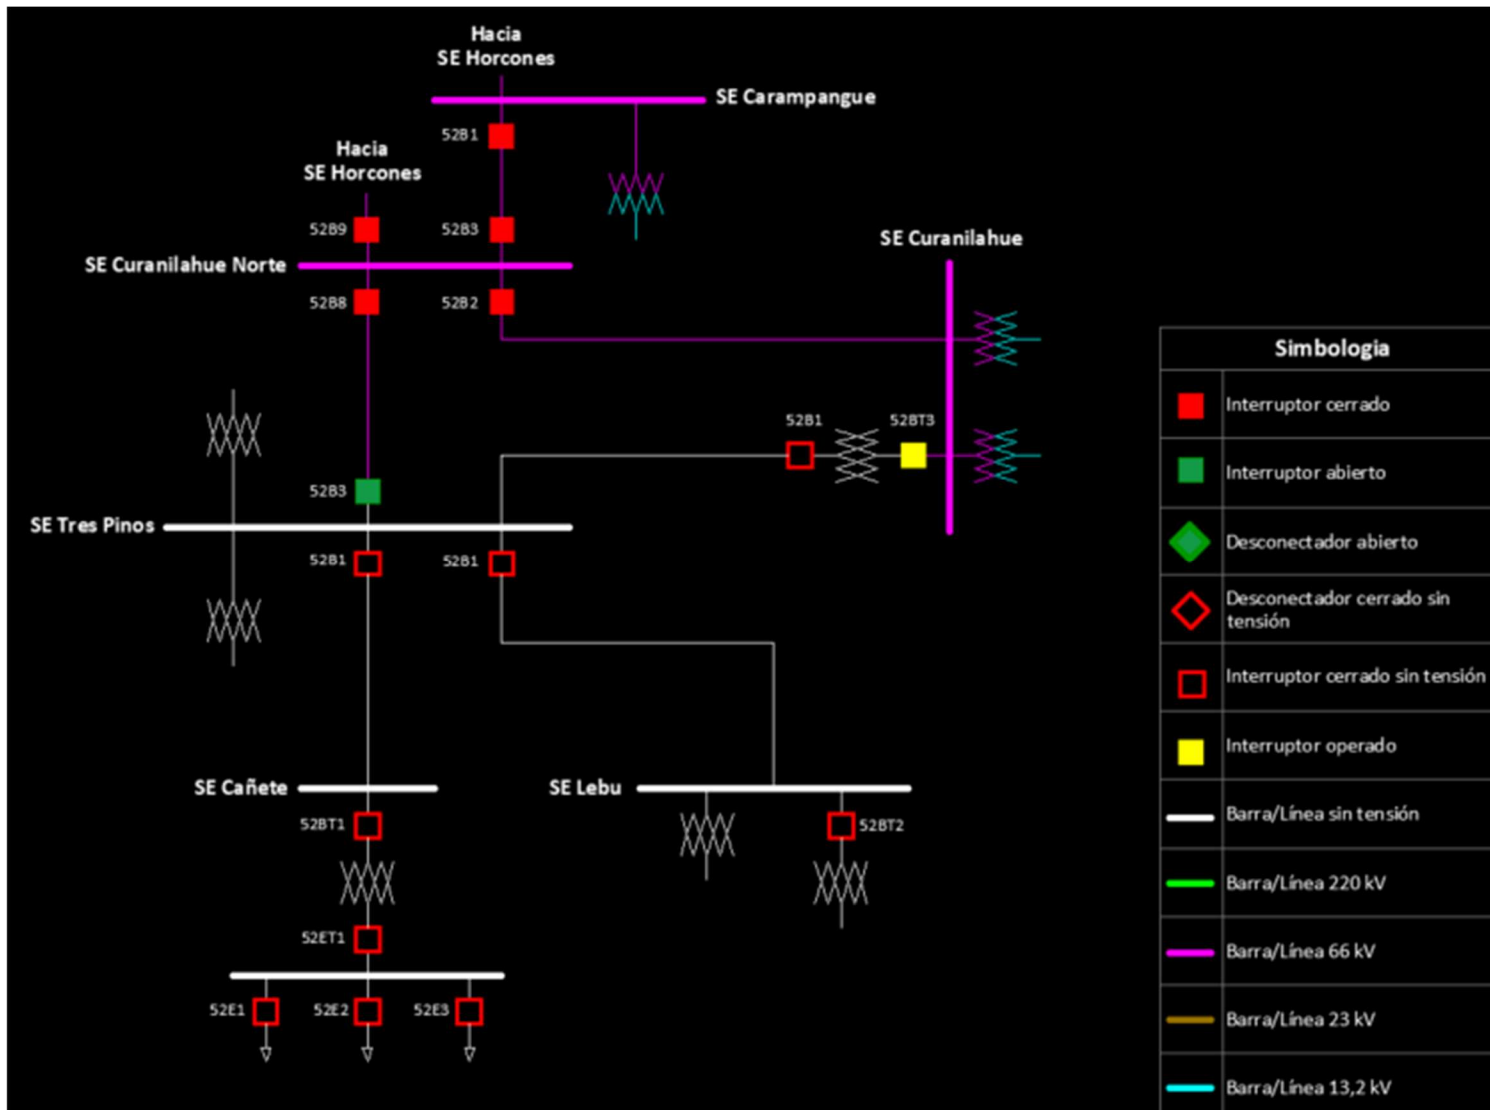 Hacia
SE Horcones
SE Carampangue
52B1
Hacia
SE Horcones
52B9
52B3
SE Curanilahue
SE Curanilahue Norte
52B8
52B2
Simbologia
Interruptor cerrado
52B1
52BT3
Interruptor abierto
52B3
SE Tres Pinos
Desconectador abierto
52B1
52B1
Desconectador cerrado sin
tensión
Interruptor cerrado sin tensión
Interruptor operado
SE Cañete
SE Lebu
Barra/Línea sin tensión
52BT1
52BT2
Barra/Línea 220 kV
52ET1
Barra/Línea 66 kV
52E1
52E2
52E3
Barra/Línea 23 kV
Barra/Línea 13,2 kV